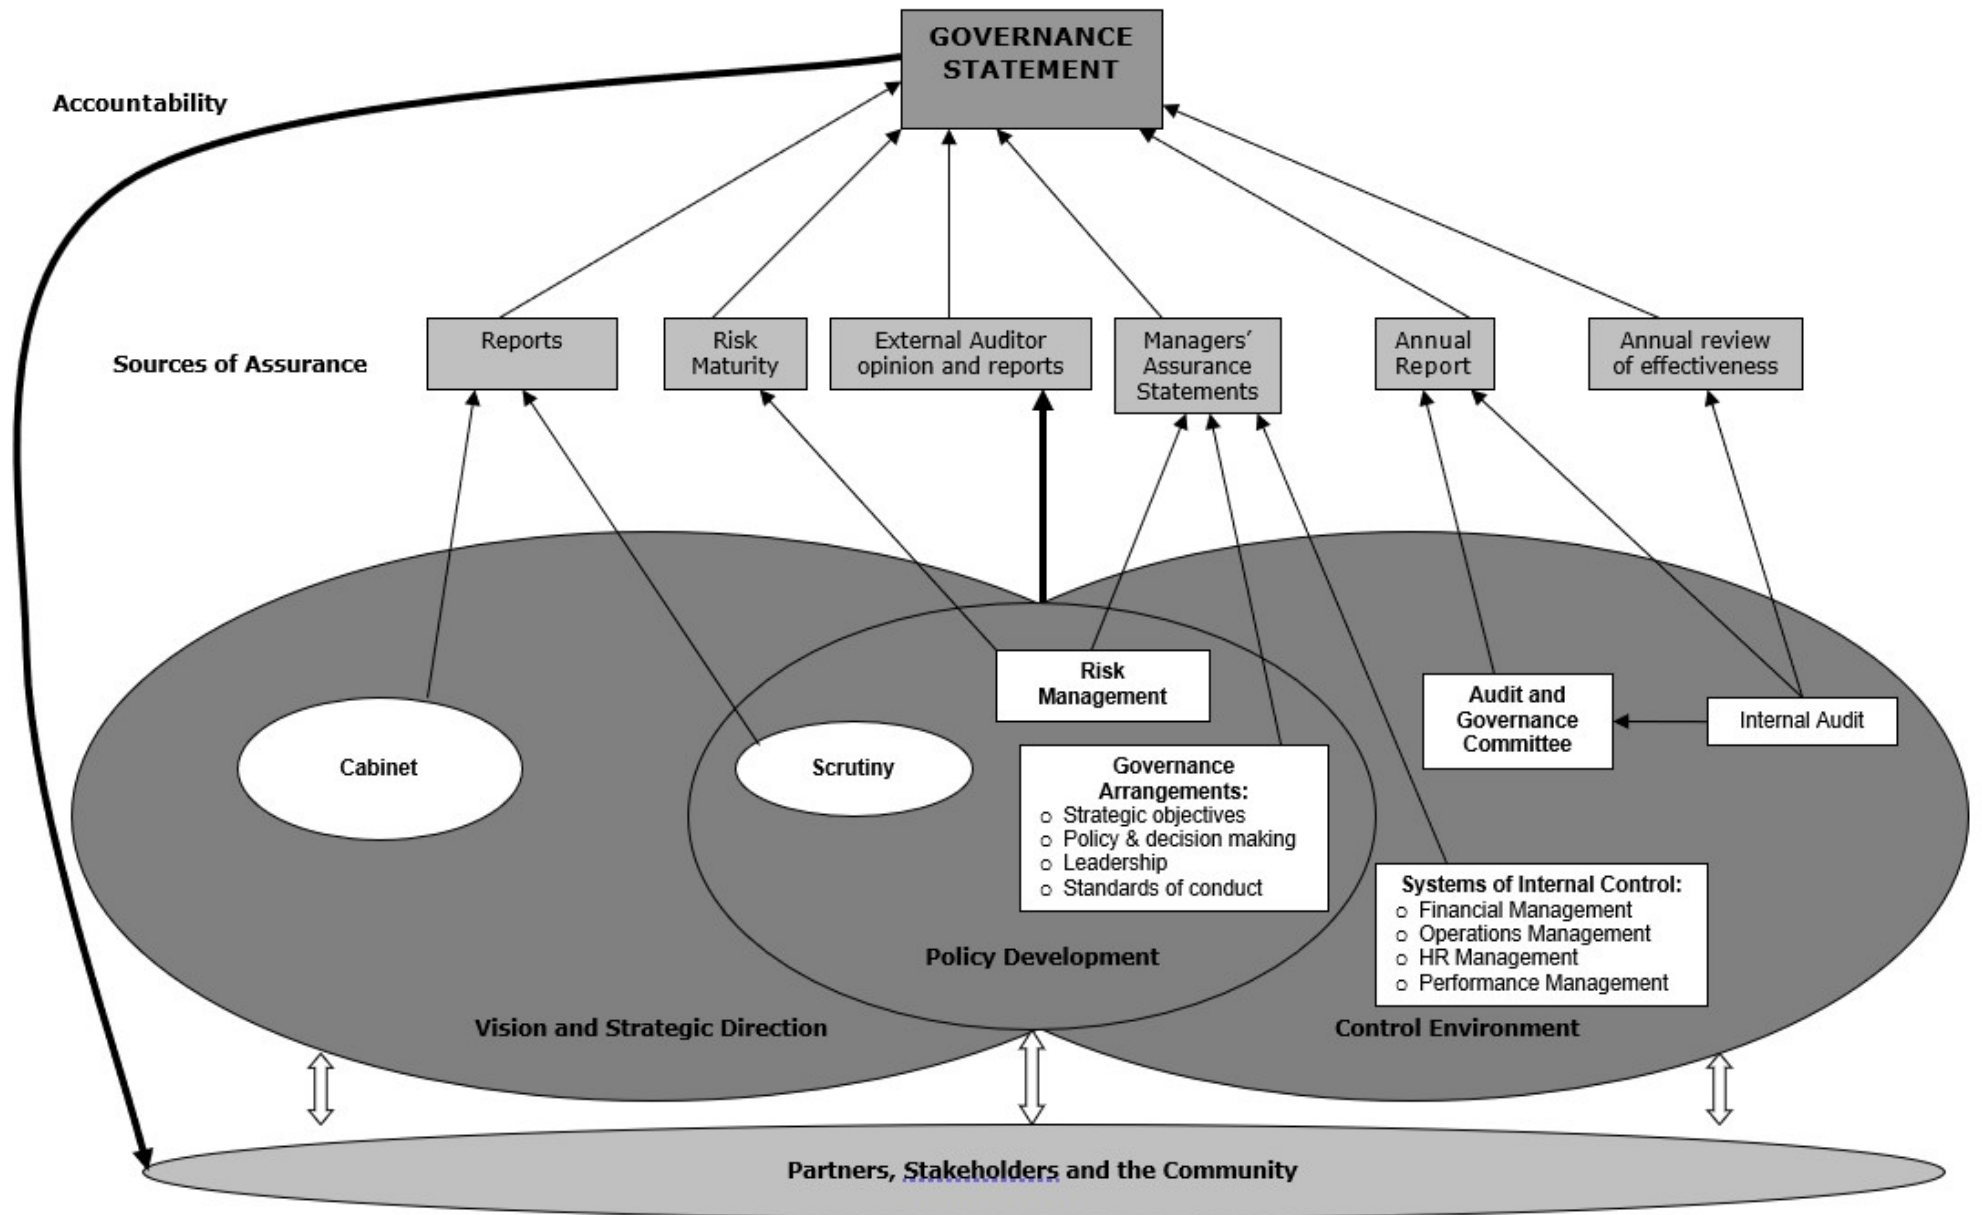 GOVERNANCE
STATEMENT
Accountability
Sources of Assurance
Reports
Risk
Maturity
External Auditor
opinion and reports
Managers’
Assurance
Statements
Annual
Report
Annual review
of effectiveness
Cabinet
Scrutiny
Risk
Management
Governance
Arrangements:
o Strategic objectives
o Policy & decision making
o Leadership
o Standards of conduct
Audit and
Governance
Committee
Internal Audit
Systems of Internal Control:
o Financial Management
o Operations Management
o HR Management
o Performance Management
Policy Development
Vision and Strategic Direction
Control Environment
Partners, Stakeholders and the Community